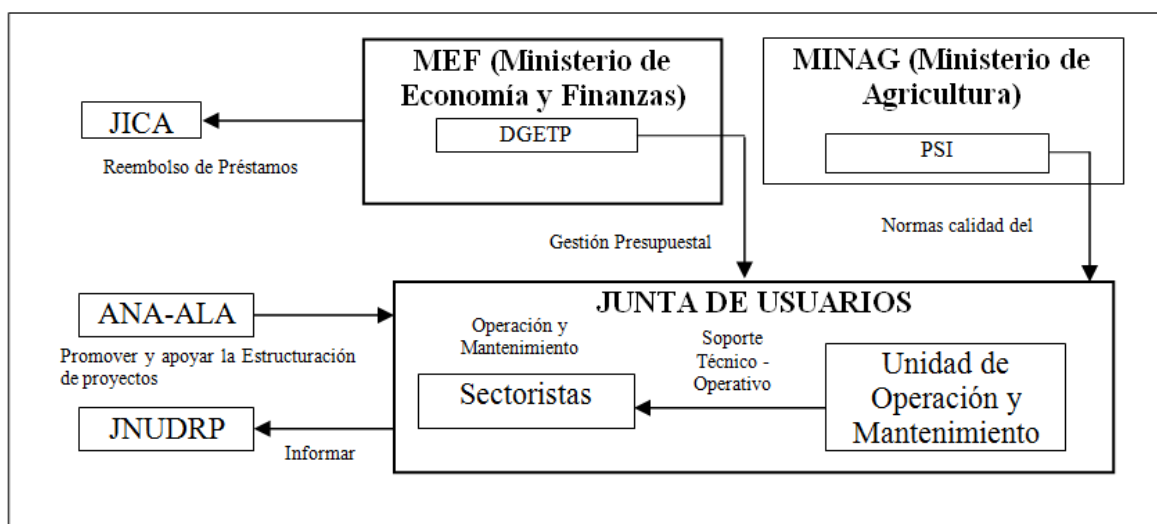 MEF (Ministerio de
Economía y Finanzas)
DGETP
MINAG (Ministerio de
Agricultura)
PSI
JICA
Reembolso de Préstamos
Gestión Presupuestal
Normas calidad del
ANA-ALA
Promover y apoyar la Estructuración
de proyectos
JNUDRP
Informar
JUNTA DE USUARIOS
Operación y
Mantenimiento
Sectoristas
Soporte
Técnico -
Operativo
Unidad de
Operación y
Mantenimiento